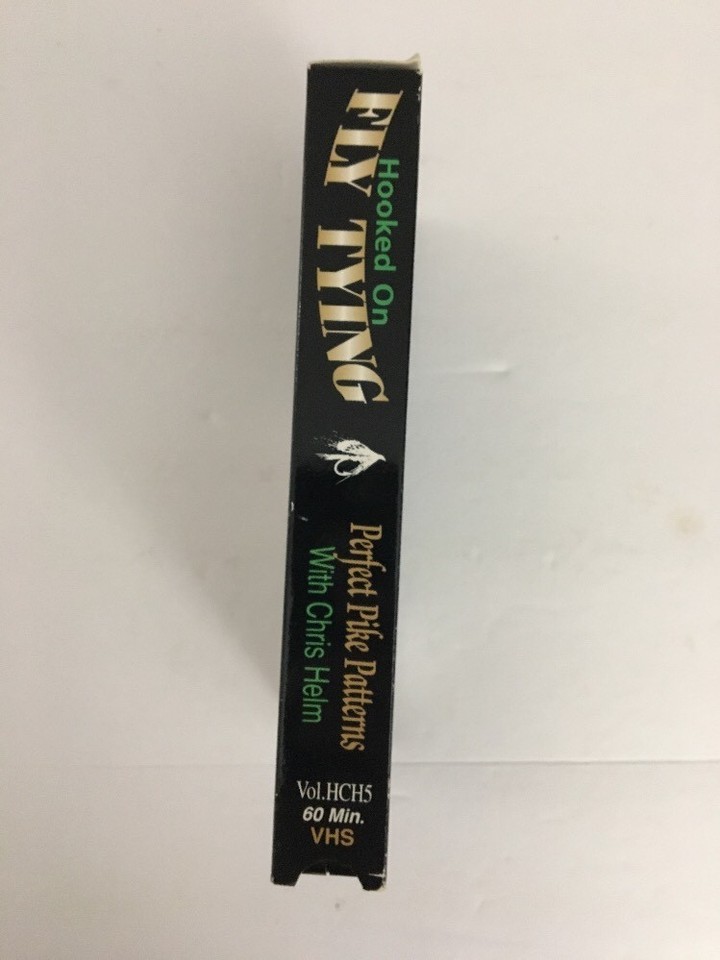 Hooked On
FLY TYING
Perfect Pike Patterns
With Chris Helm
Vol.HCH5
60 Min.
VHS